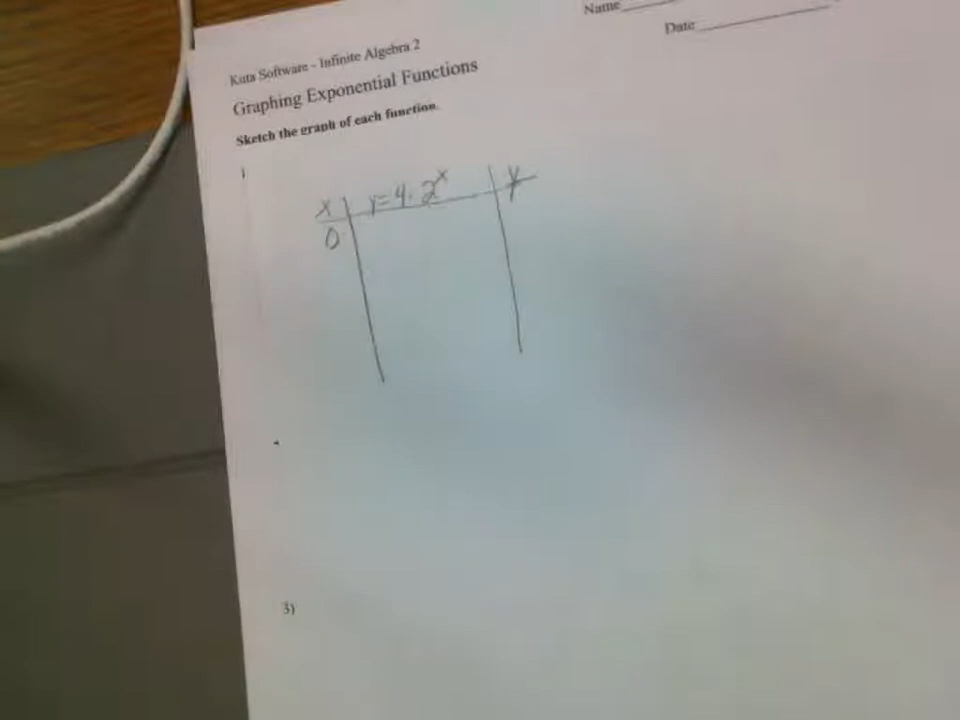 Name
Date
Kuta Software - Infinite Algebra 2
Graphing Exponential Functions
Sketch the graph of each function.
x y=4·2^x y
0
3)